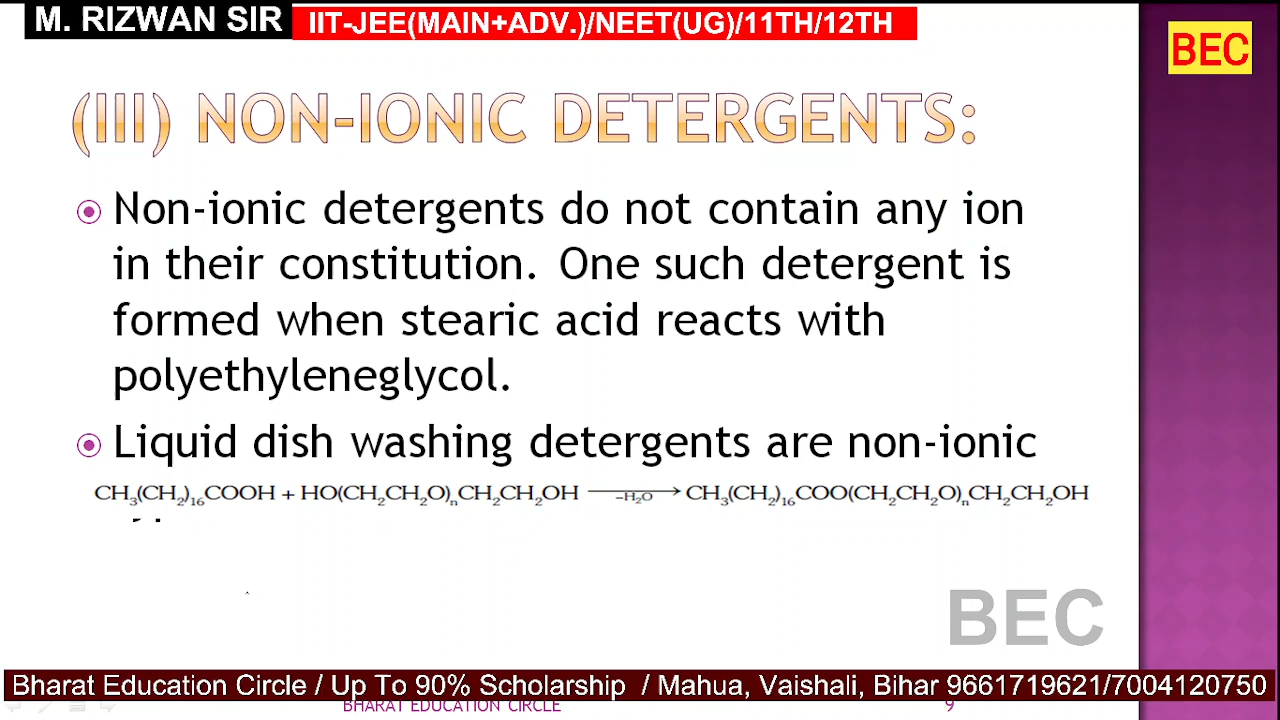 M. RIZWAN SIR IIT-JEE(MAIN+ADV.)/NEET(UG)/11TH/12TH
BEC
(III) NON-IONIC DETERGENTS:
Non-ionic detergents do not contain any ion
in their constitution. One such detergent is
formed when stearic acid reacts with
polyethyleneglycol.
Liquid dish washing detergents are non-ionic
CH₃(CH₂)₁₆COOH + HO(CH₂CH₂O)ₙCH₂CH₂OH —−H₂O→ CH₃(CH₂)₁₆COO(CH₂CH₂O)ₙCH₂CH₂OH
BEC
Bharat Education Circle / Up To 90% Scholarship / Mahua, Vaishali, Bihar 9661719621/7004120750
BHARAT EDUCATION CIRCLE 9